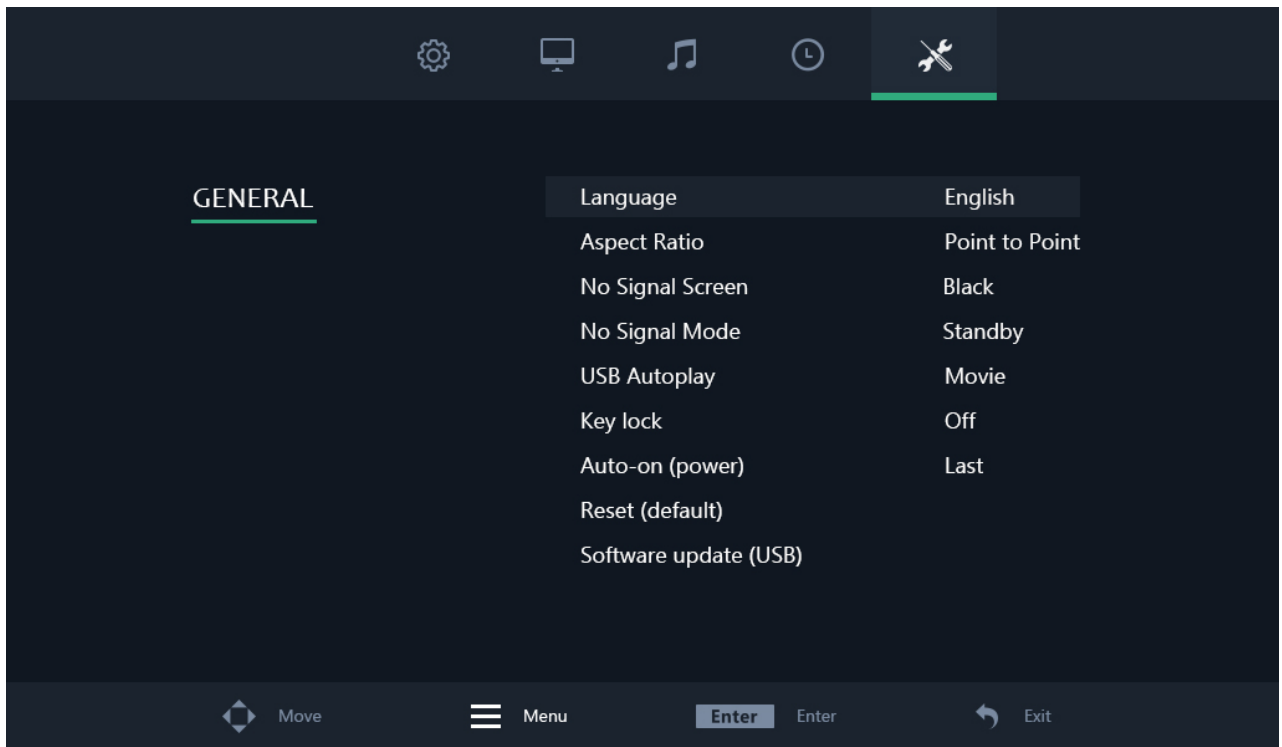 GENERAL
Language English
Aspect Ratio Point to Point
No Signal Screen Black
No Signal Mode Standby
USB Autoplay Movie
Key lock Off
Auto-on (power) Last
Reset (default)
Software update (USB)
Move Menu Enter Enter Exit